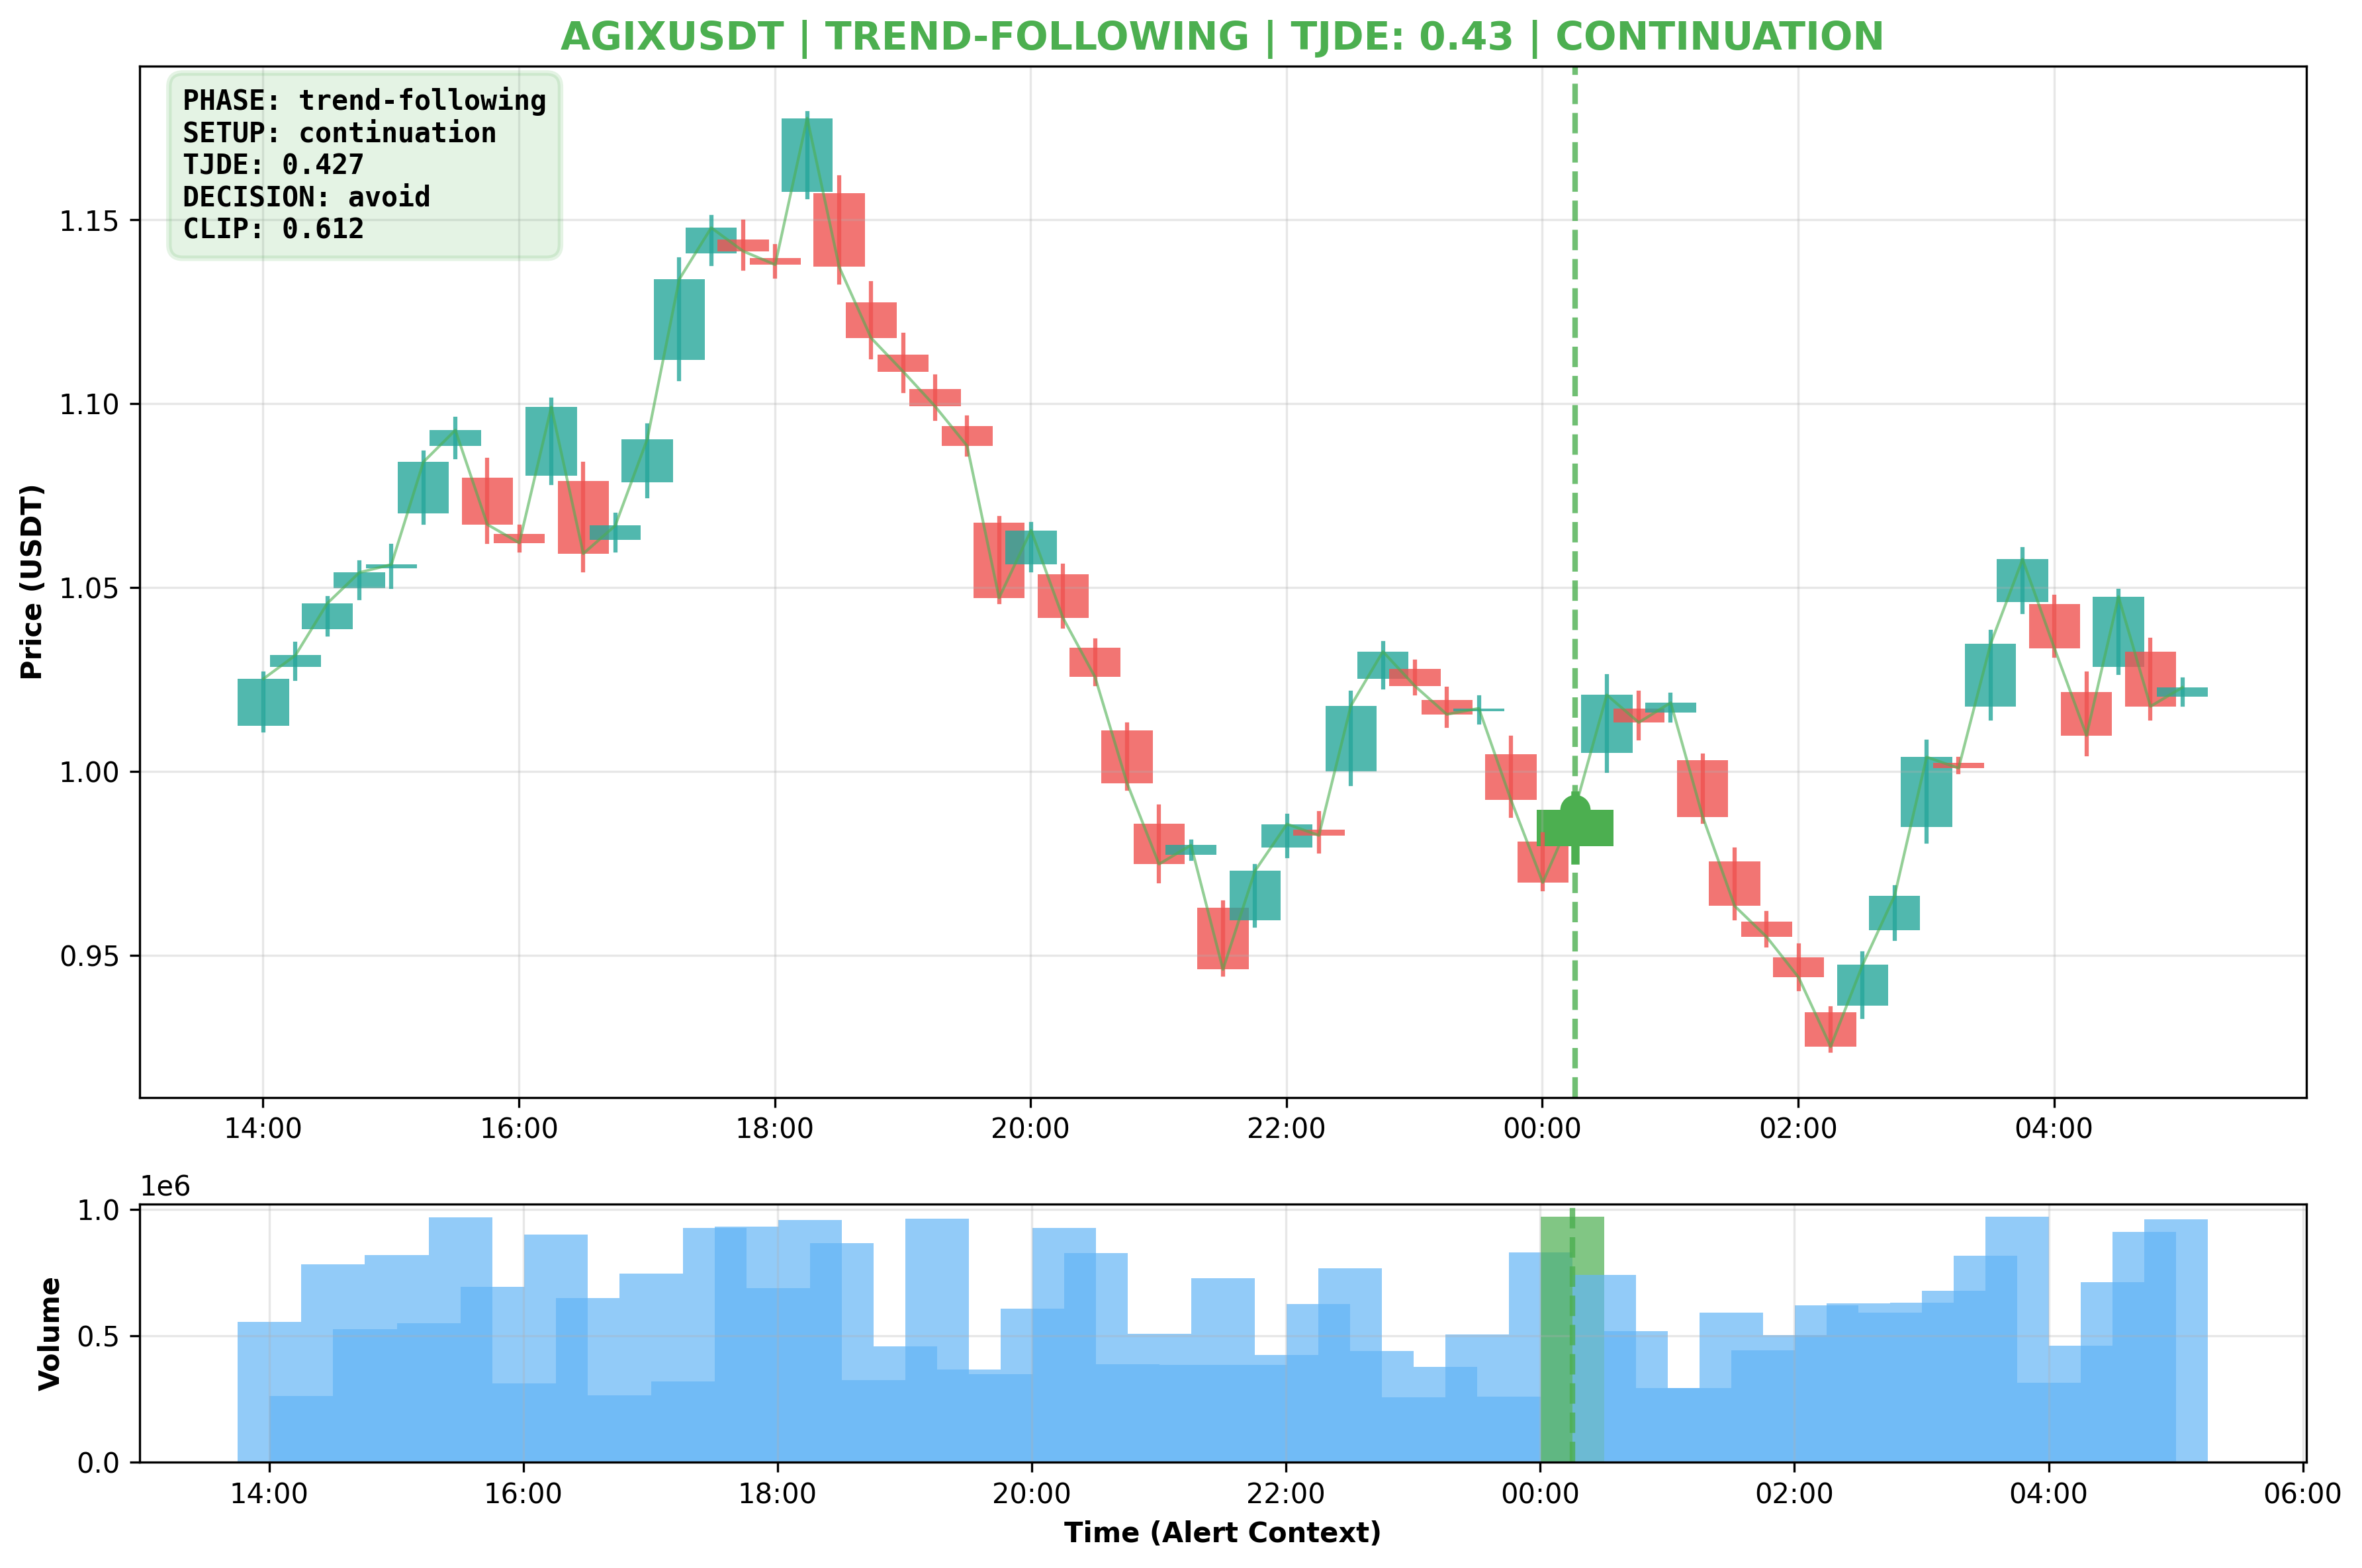 AGIXUSDT | TREND-FOLLOWING | TJDE: 0.43 | CONTINUATION
PHASE: trend-following
SETUP: continuation
TJDE: 0.427
DECISION: avoid
CLIP: 0.612
Price (USDT)
1.15
1.10
1.05
1.00
0.95
14:00 16:00 18:00 20:00 22:00 00:00 02:00 04:00
1e6
Volume
1.0
0.5
0.0
14:00 16:00 18:00 20:00 22:00 00:00 02:00 04:00 06:00
Time (Alert Context)